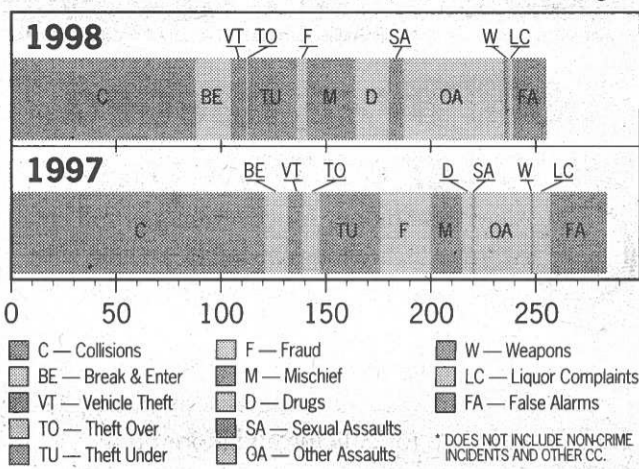 1998
VT TO F SA W LC
C BE TU M D OA FA
1997
BE VT TO D SA W LC
C TU F M OA FA
0 50 100 150 200 250
C — Collisions
BE — Break & Enter
VT — Vehicle Theft
TO — Theft Over
TU — Theft Under
F — Fraud
M — Mischief
D — Drugs
SA — Sexual Assaults
OA — Other Assaults
W — Weapons
LC — Liquor Complaints
FA — False Alarms
* DOES NOT INCLUDE NON-CRIME
INCIDENTS AND OTHER CC.